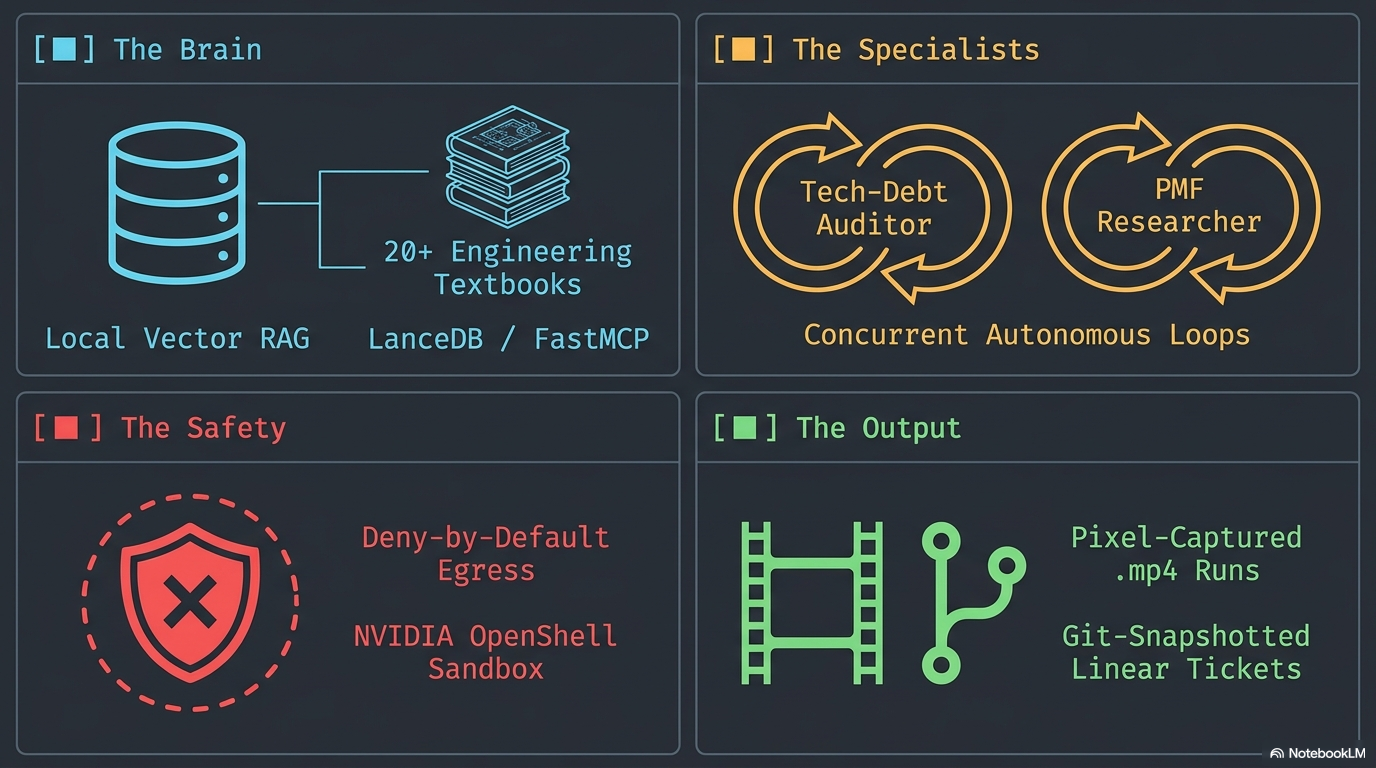 [■] The Brain
20+ Engineering
Textbooks
Local Vector RAG
LanceDB / FastMCP
[■] The Specialists
Tech-Debt
Auditor
PMF
Researcher
Concurrent Autonomous Loops
[■] The Safety
Deny-by-Default
Egress
NVIDIA OpenShell
Sandbox
[■] The Output
Pixel-Captured
.mp4 Runs
Git-Snapshotted
Linear Tickets
NotebookLM